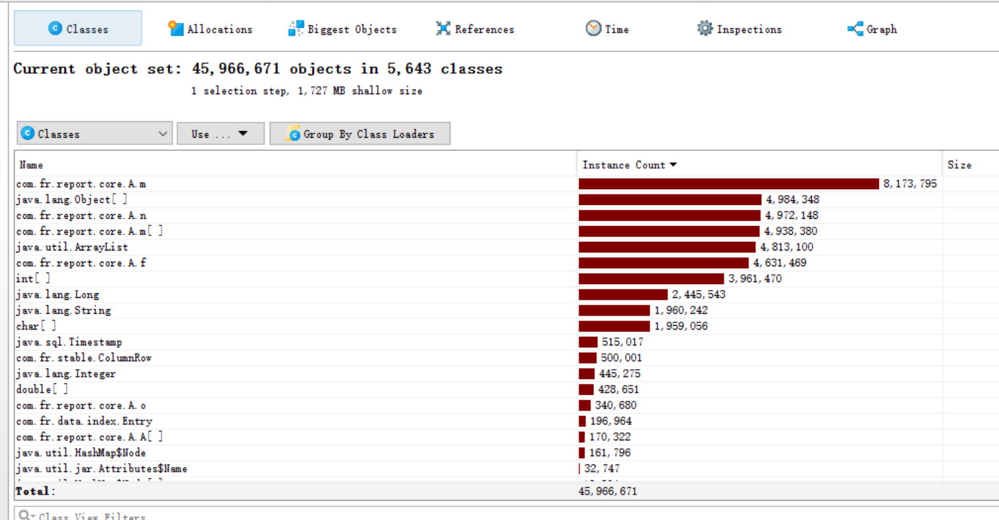 Classes Allocations Biggest Objects References Time Inspections Graph
Current object set: 45,966,671 objects in 5,643 classes
1 selection step, 1,727 MB shallow size
Classes Use ... Group By Class Loaders
Name Instance Count Size
com.fr.report.core.A.m 8,173,795
java.lang.Object[ ] 4,984,348
com.fr.report.core.A.n 4,972,148
com.fr.report.core.A.m[ ] 4,938,380
java.util.ArrayList 4,813,100
com.fr.report.core.A.f 4,631,469
int[ ] 3,961,470
java.lang.Long 2,445,543
java.lang.String 1,960,242
char[ ] 1,959,056
java.sql.Timestamp 515,017
com.fr.stable.ColumnRow 500,001
java.lang.Integer 445,275
double[ ] 428,651
com.fr.report.core.A.o 340,680
com.fr.data.index.Entry 196,964
com.fr.report.core.A.A[ ] 170,322
java.util.HashMap$Node 161,796
java.util.jar.Attributes$Name 32,747
Total: 45,966,671
Class View Filters